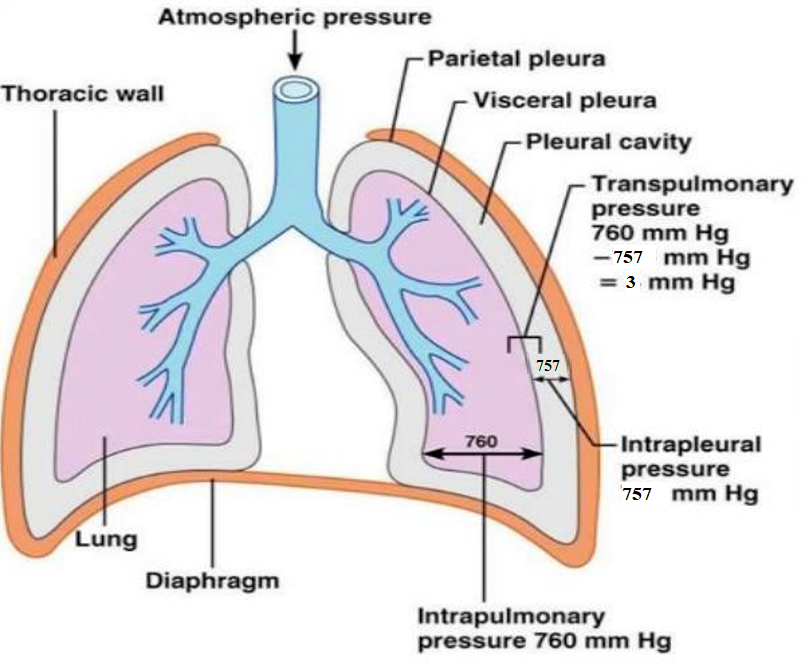 Atmospheric pressure
Parietal pleura
Thoracic wall
Visceral pleura
Pleural cavity
Transpulmonary
pressure
760 mm Hg
−757 mm Hg
= 3 mm Hg
757
760
Intrapleural
pressure
757 mm Hg
Lung
Diaphragm
Intrapulmonary
pressure 760 mm Hg